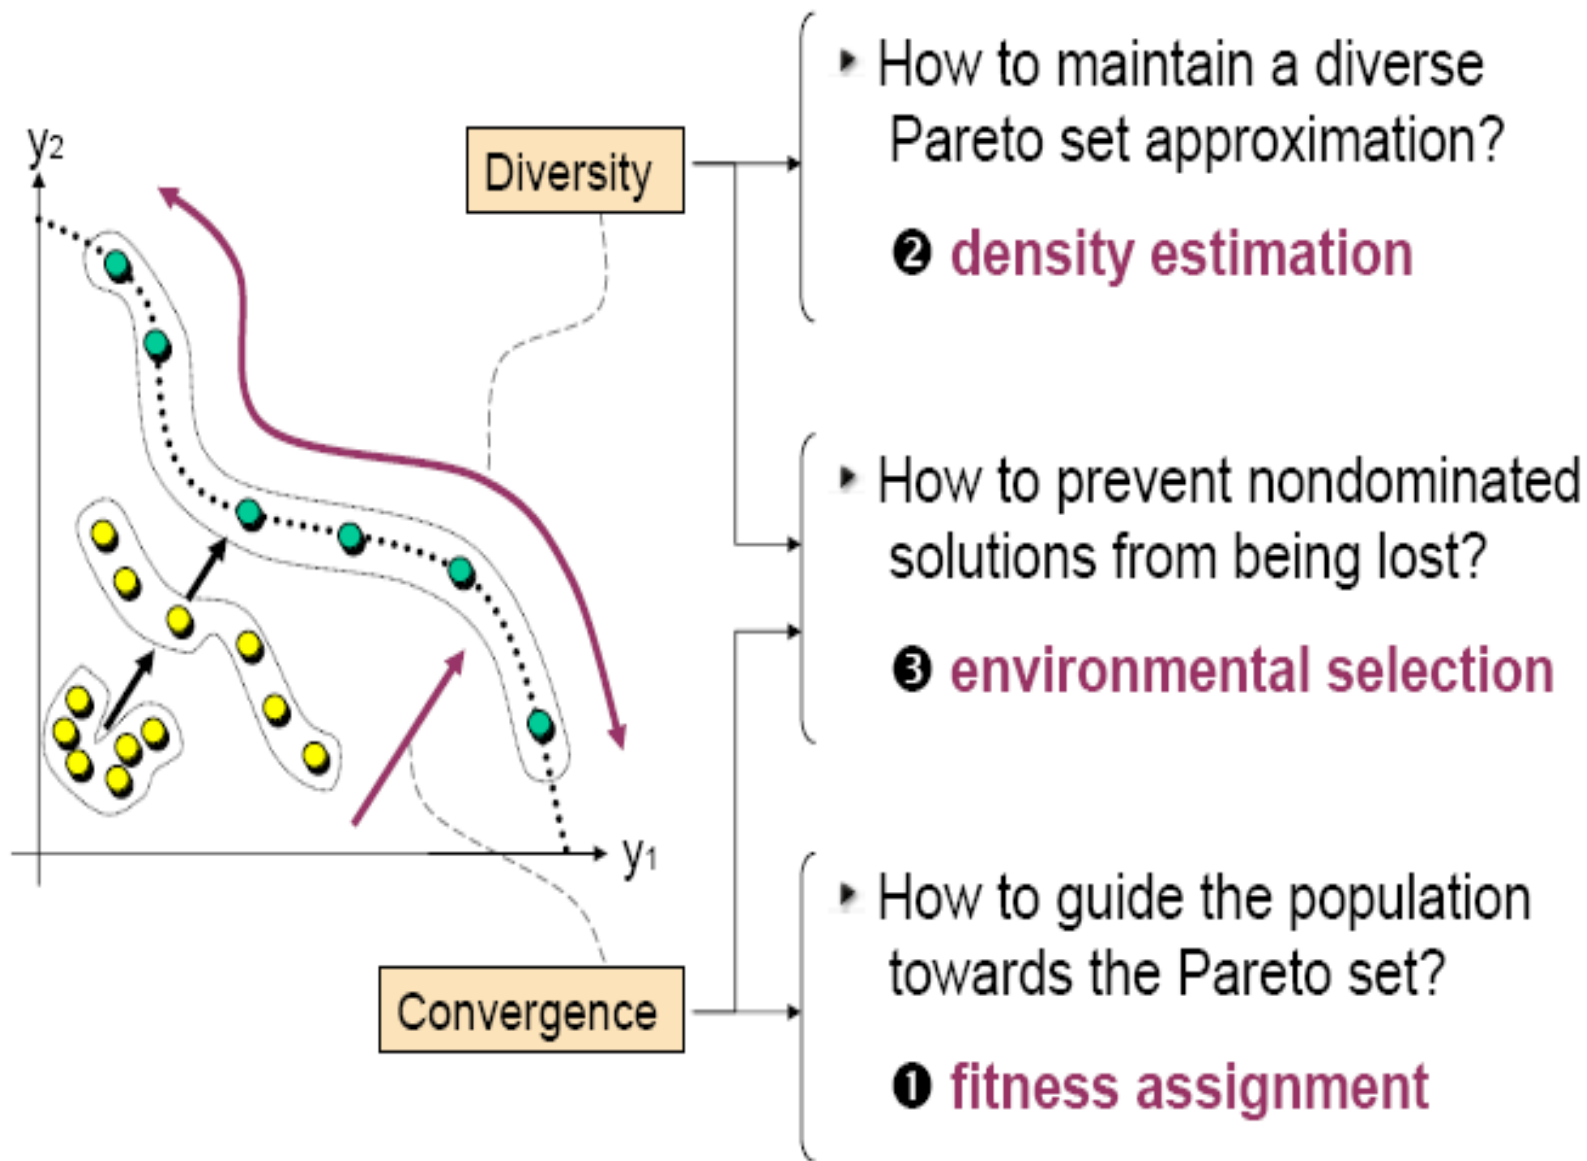 y2
y1
Diversity
Convergence
How to maintain a diverse
Pareto set approximation?
❷ density estimation
How to prevent nondominated
solutions from being lost?
❸ environmental selection
How to guide the population
towards the Pareto set?
❶ fitness assignment